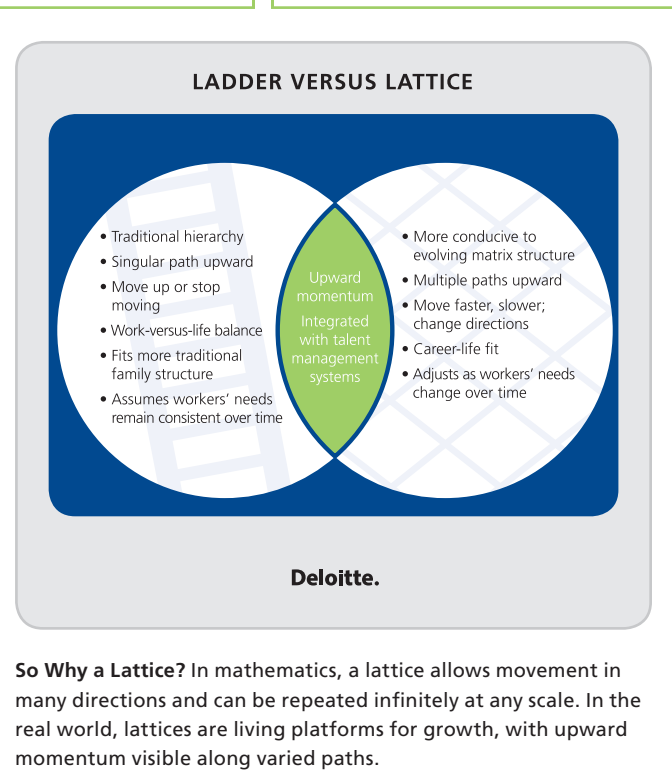 LADDER VERSUS LATTICE
• Traditional hierarchy
• Singular path upward
• Move up or stop
moving
• Work-versus-life balance
• Fits more traditional
family structure
• Assumes workers’ needs
remain consistent over time
Upward
momentum
Integrated
with talent
management
systems
• More conducive to
evolving matrix structure
• Multiple paths upward
• Move faster, slower;
change directions
• Career-life fit
• Adjusts as workers’ needs
change over time
Deloitte.
So Why a Lattice? In mathematics, a lattice allows movement in
many directions and can be repeated infinitely at any scale. In the
real world, lattices are living platforms for growth, with upward
momentum visible along varied paths.